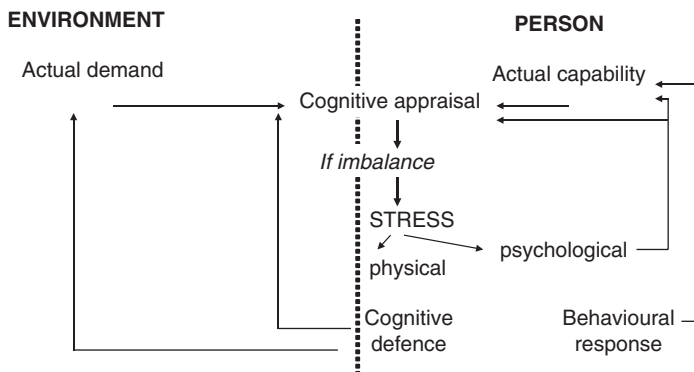 ENVIRONMENT
PERSON
Actual demand
Actual capability
Cognitive appraisal
If imbalance
STRESS
physical
psychological
Cognitive
defence
Behavioural
response